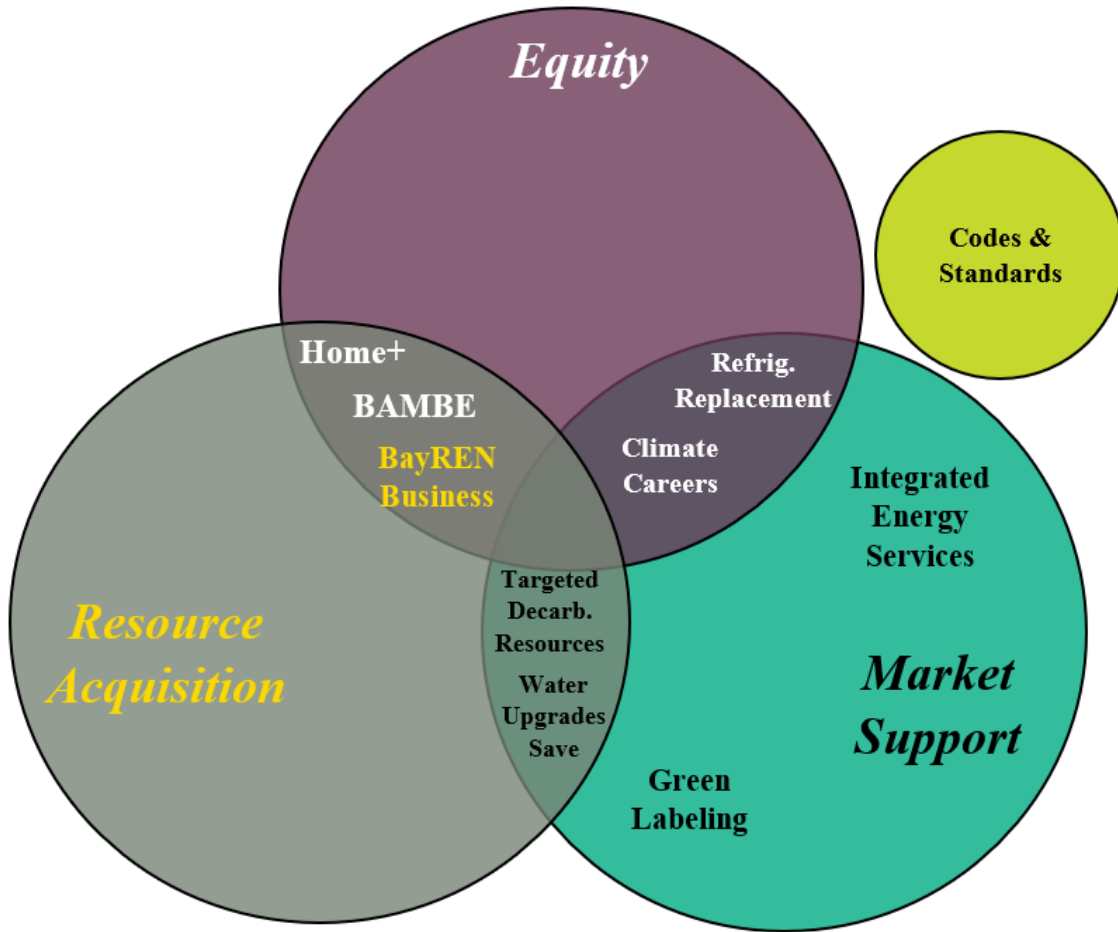 Equity
Codes &
Standards
Home+
BAMBE
BayREN
Business
Refrig.
Replacement
Climate
Careers
Integrated
Energy
Services
Targeted
Decarb.
Resources
Water
Upgrades
Save
Resource
Acquisition
Market
Support
Green
Labeling